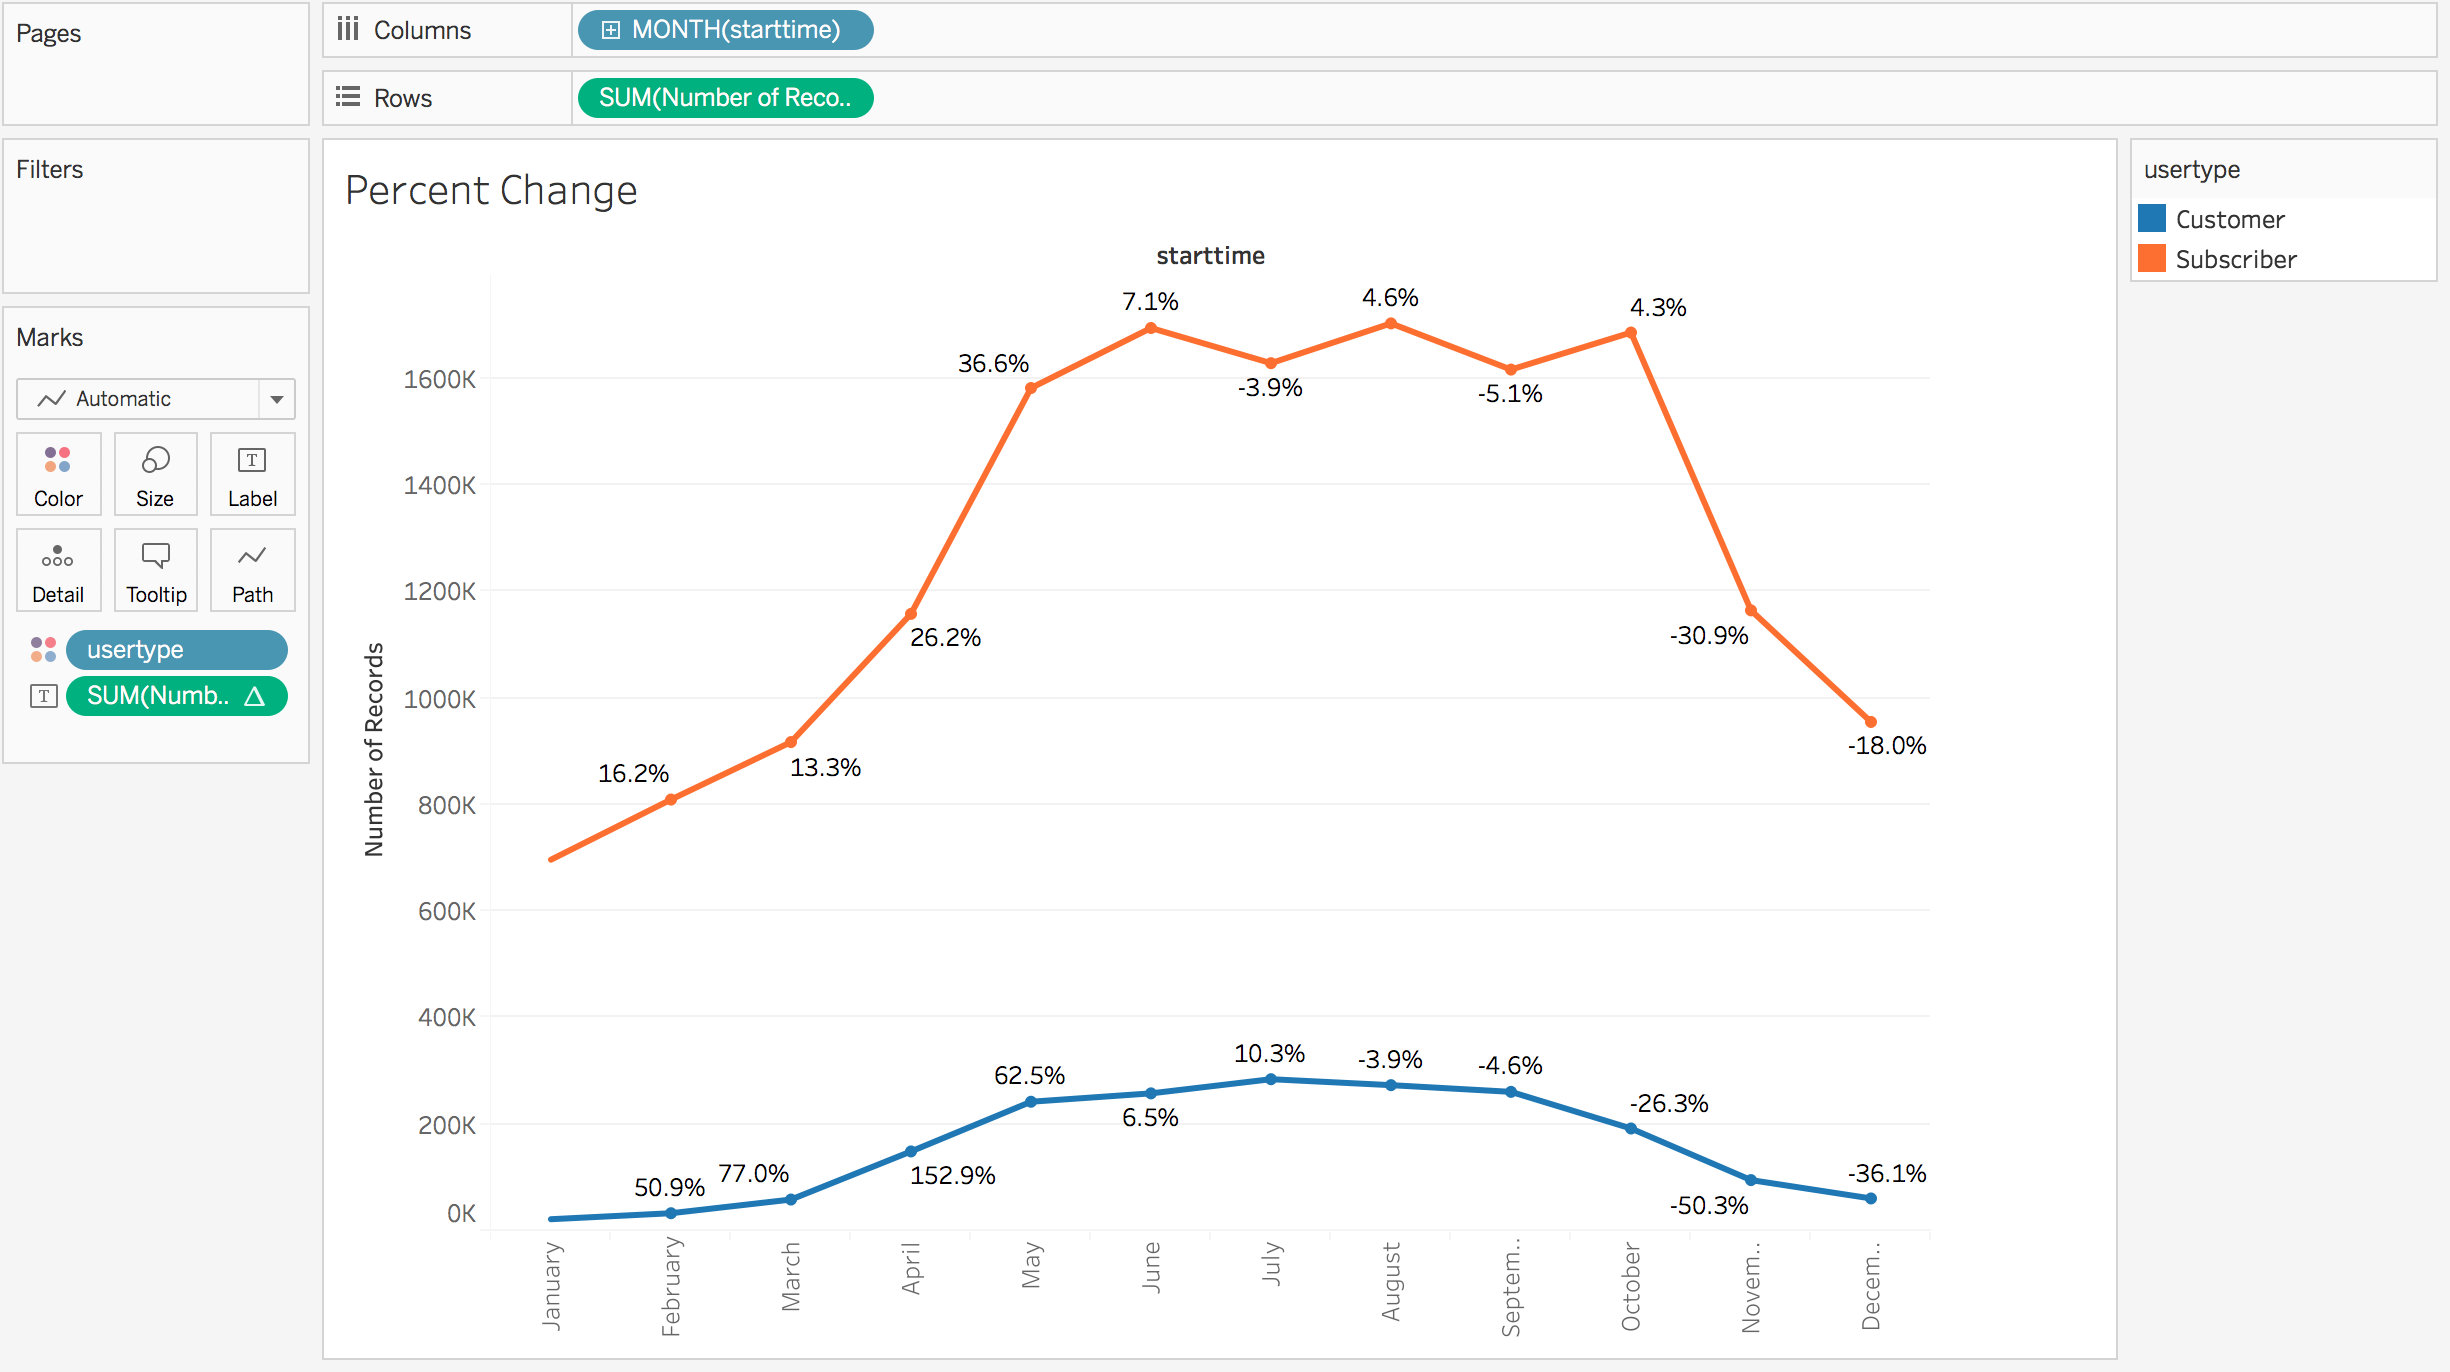 Pages
Columns
MONTH(starttime)
Rows
SUM(Number of Reco..
Filters
Marks
Automatic
Color
Size
T
Label
Detail
Tooltip
Path
usertype
T
SUM(Numb.. Δ
Percent Change
starttime
Number of Records
1600K
1400K
1200K
1000K
800K
600K
400K
200K
0K
16.2%
13.3%
26.2%
36.6%
7.1%
-3.9%
4.6%
-5.1%
4.3%
-30.9%
-18.0%
50.9%
77.0%
152.9%
62.5%
6.5%
10.3%
-3.9%
-4.6%
-26.3%
-50.3%
-36.1%
January
February
March
April
May
June
July
August
Septem..
October
Novem..
Decem..
usertype
Customer
Subscriber